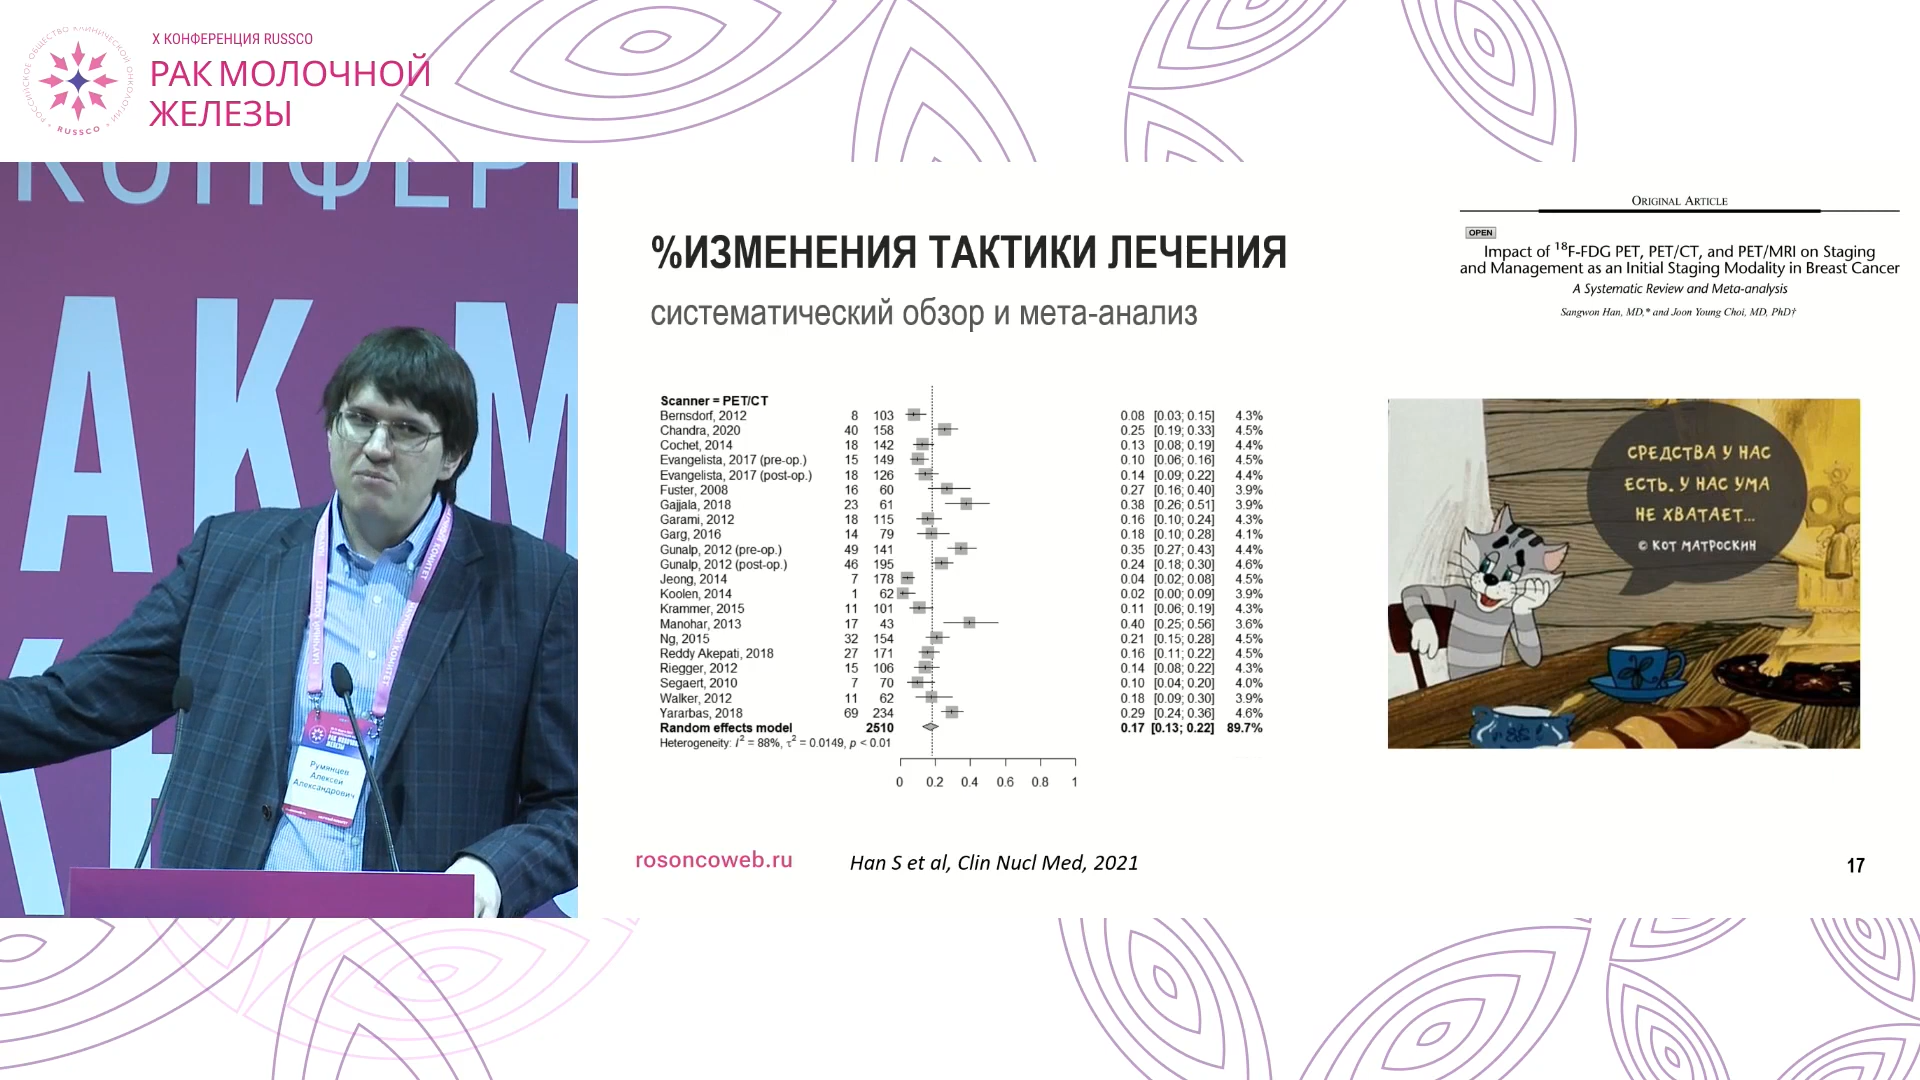 X КОНФЕРЕНЦИЯ RUSSCO
РАК МОЛОЧНОЙ
ЖЕЛЕЗЫ
РОССИЙСКОЕ ОБЩЕСТВО КЛИНИЧЕСКОЙ ОНКОЛОГИИ
RUSSCO
КОНФЕРЕ
АК М
НАУЧНЫЙ КОМИТЕТ
НАУЧНЫЙ КОМИТЕТ
Румянцев
Алексей
Александрович
%ИЗМЕНЕНИЯ ТАКТИКИ ЛЕЧЕНИЯ
систематический обзор и мета-анализ
ORIGINAL ARTICLE
OPEN
Impact of 18F-FDG PET, PET/CT, and PET/MRI on Staging
and Management as an Initial Staging Modality in Breast Cancer
A Systematic Review and Meta-analysis
Sangwon Han, MD,* and Joon Young Choi, MD, PhD†
Scanner = PET/CT
Bernsdorf, 2012 8 103 0.08 [0.03; 0.15] 4.3%
Chandra, 2020 40 158 0.25 [0.19; 0.33] 4.5%
Cochet, 2014 18 142 0.13 [0.08; 0.19] 4.4%
Evangelista, 2017 (pre-op.) 15 149 0.10 [0.06; 0.16] 4.5%
Evangelista, 2017 (post-op.) 18 126 0.14 [0.09; 0.22] 4.4%
Fuster, 2008 16 60 0.27 [0.16; 0.40] 3.9%
Gajjala, 2018 23 61 0.38 [0.26; 0.51] 3.9%
Garami, 2012 18 115 0.16 [0.10; 0.24] 4.3%
Garg, 2016 14 79 0.18 [0.10; 0.28] 4.1%
Gunalp, 2012 (pre-op.) 49 141 0.35 [0.27; 0.43] 4.4%
Gunalp, 2012 (post-op.) 46 195 0.24 [0.18; 0.30] 4.6%
Jeong, 2014 7 178 0.04 [0.02; 0.08] 4.5%
Koolen, 2014 1 62 0.02 [0.00; 0.09] 3.9%
Krammer, 2015 11 101 0.11 [0.06; 0.19] 4.3%
Manohar, 2013 17 43 0.40 [0.25; 0.56] 3.6%
Ng, 2015 32 154 0.21 [0.15; 0.28] 4.5%
Reddy Akepati, 2018 27 171 0.16 [0.11; 0.22] 4.5%
Riegger, 2012 15 106 0.14 [0.08; 0.22] 4.3%
Segaert, 2010 7 70 0.10 [0.04; 0.20] 4.0%
Walker, 2012 11 62 0.18 [0.09; 0.30] 3.9%
Yararbas, 2018 69 234 0.29 [0.24; 0.36] 4.6%
Random effects model 2510 0.17 [0.13; 0.22] 89.7%
Heterogeneity: I2 = 88%, τ2 = 0.0149, p < 0.01
0 0.2 0.4 0.6 0.8 1
СРЕДСТВА У НАС
ЕСТЬ. У НАС УМА
НЕ ХВАТАЕТ...
© КОТ МАТРОСКИН
rosoncoweb.ru
Han S et al, Clin Nucl Med, 2021
17